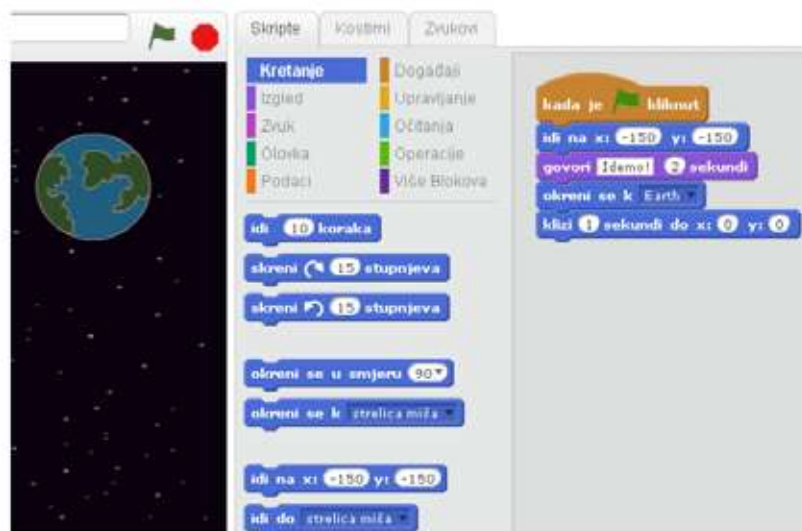 Skripte Kostimi Zvukovi
Kretanje Događaji
Izgled Upravljanje
Zvuk Očitanja
Olovka Operacije
Podaci Više Blokova
idi 10 koraka
skreni 15 stupnjeva
skreni 15 stupnjeva
okreni se u smjeru 90
okreni se k strelica miša
idi na x: -150 y: -150
idi do strelica miša
kada je kliknut
idi na x: -150 y: -150
govori Idemo! 2 sekundi
okreni se k Earth
klizi 1 sekundi do x: 0 y: 0